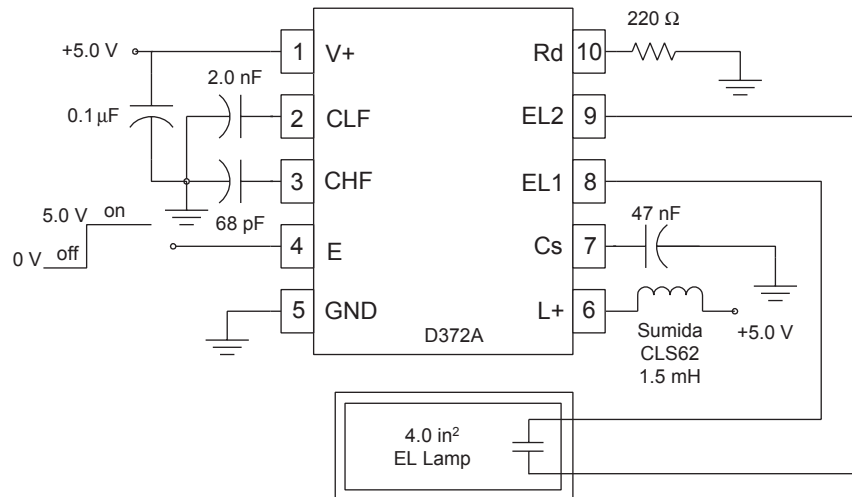 220 Ω
+5.0 V
1
V+
Rd
10
2.0 nF
0.1 µF
2
CLF
EL2
9
3
CHF
EL1
8
68 pF
5.0 V
on
47 nF
0 V
off
4
E
Cs
7
5
GND
L+
6
D372A
Sumida
CLS62
1.5 mH
+5.0 V
4.0 in²
EL Lamp